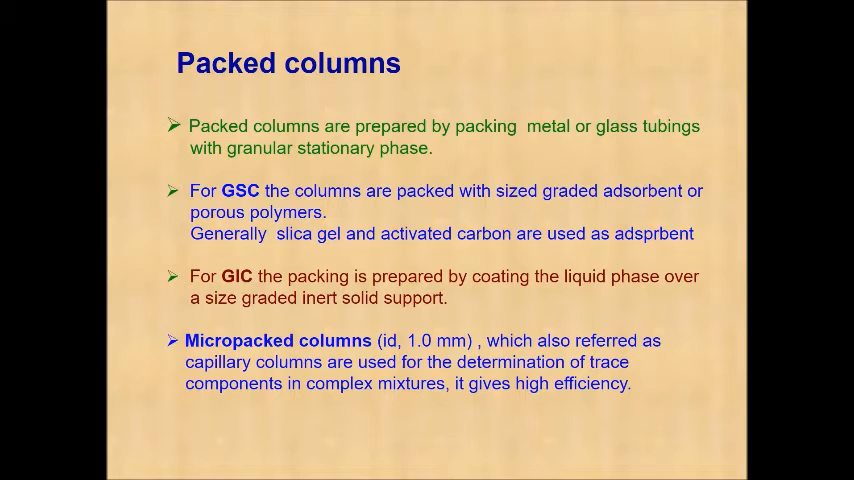 Packed columns
➢ Packed columns are prepared by packing metal or glass tubings
with granular stationary phase.
➢ For GSC the columns are packed with sized graded adsorbent or
porous polymers.
Generally slica gel and activated carbon are used as adsprbent
➢ For GIC the packing is prepared by coating the liquid phase over
a size graded inert solid support.
➢ Micropacked columns (id, 1.0 mm) , which also referred as
capillary columns are used for the determination of trace
components in complex mixtures, it gives high efficiency.